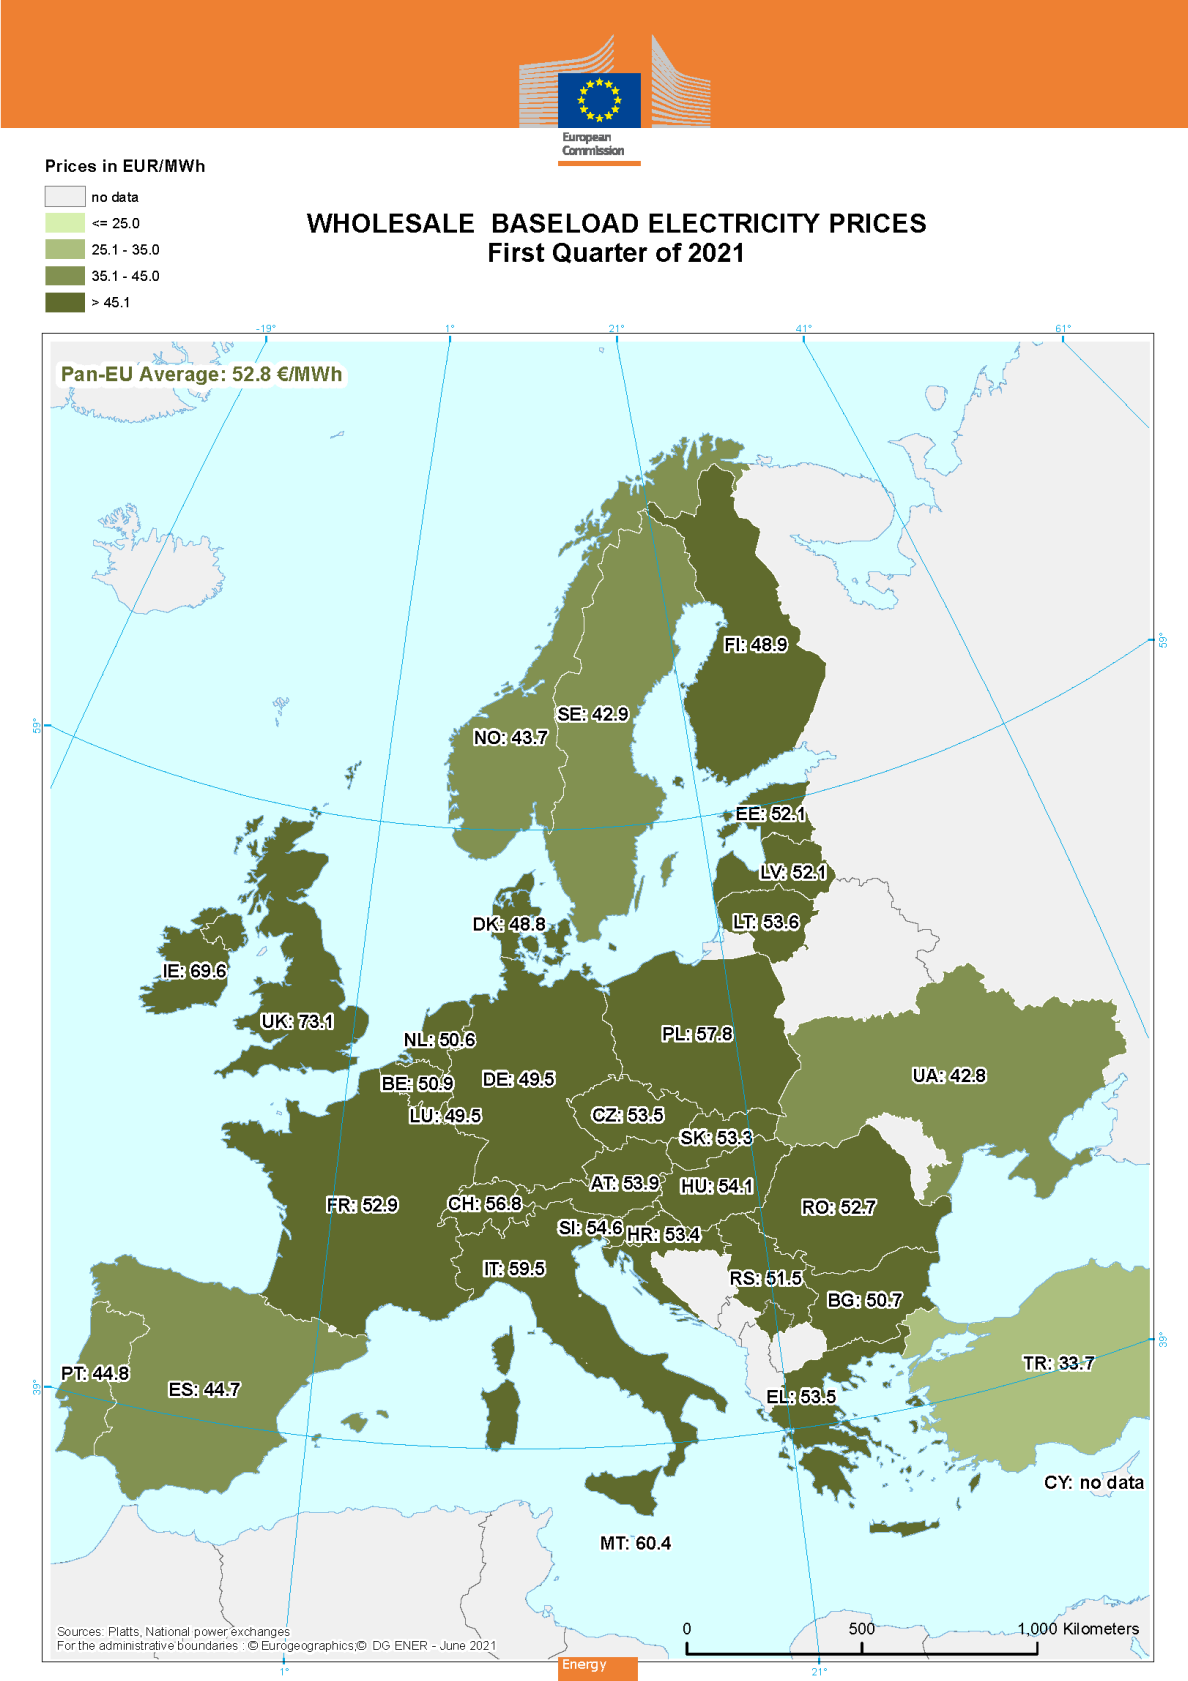 European
Commission
Prices in EUR/MWh
no data
<= 25.0
25.1 - 35.0
35.1 - 45.0
> 45.1
WHOLESALE BASELOAD ELECTRICITY PRICES
First Quarter of 2021
-19°
1°
21°
41°
61°
Pan-EU Average: 52.8 €/MWh
FI: 48.9
59°
SE: 42.9
59°
NO: 43.7
EE: 52.1
LV: 52.1
LT: 53.6
DK: 48.8
IE: 69.6
UK: 73.1
PL: 57.8
NL: 50.6
UA: 42.8
DE: 49.5
BE: 50.9
LU: 49.5
CZ: 53.5
SK: 53.3
AT: 53.9
HU: 54.1
FR: 52.9
CH: 56.8
RO: 52.7
SI: 54.6
HR: 53.4
IT: 59.5
RS: 51.5
BG: 50.7
39°
TR: 33.7
PT: 44.8
39°
ES: 44.7
EL: 53.5
CY: no data
MT: 60.4
Sources: Platts, National power exchanges
For the administrative boundaries : © Eurogeographics;© DG ENER - June 2021
0
500
1,000 Kilometers
Energy
1°
21°